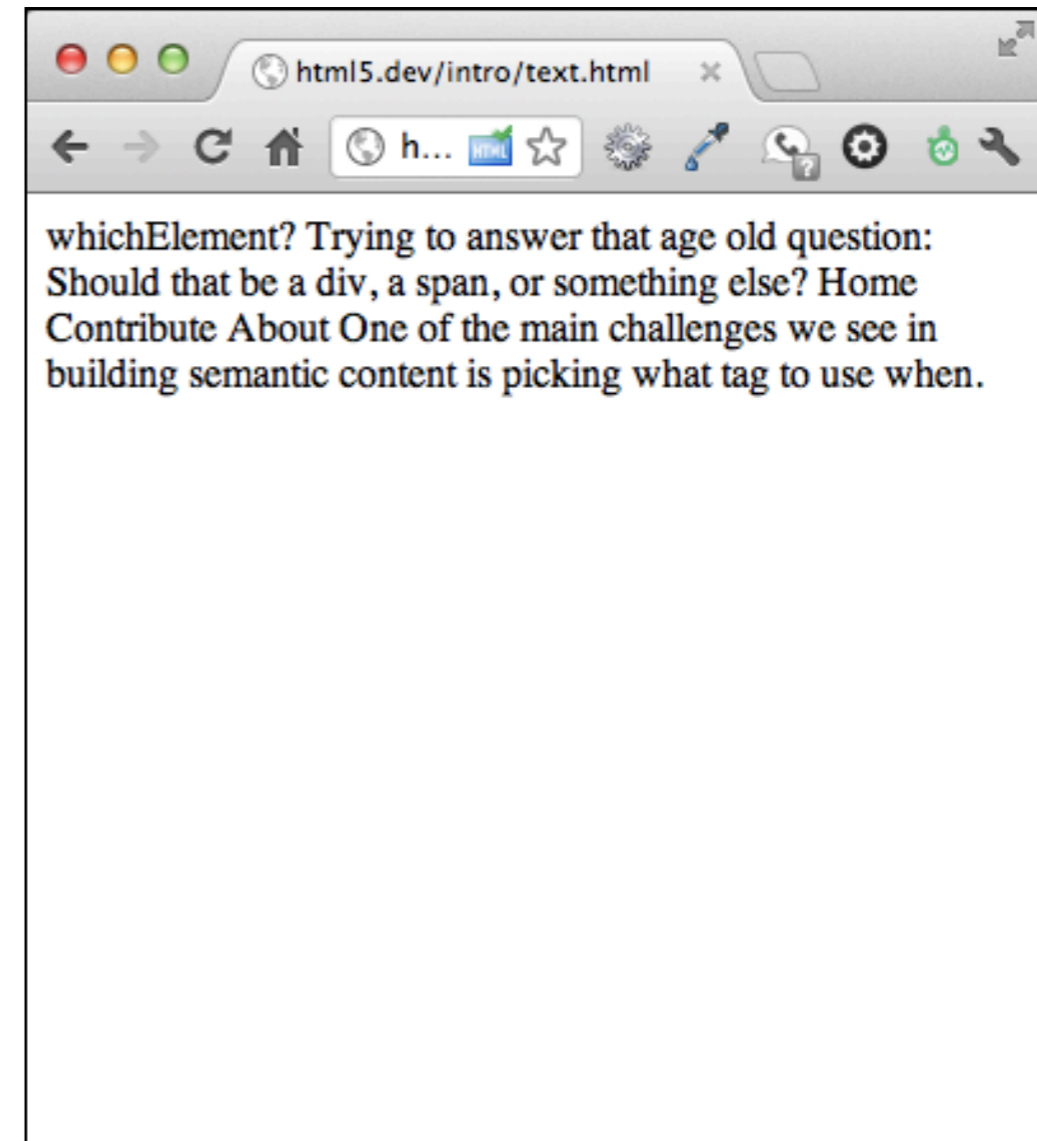 html5.dev/intro/text.html
h...
HTML
?
whichElement? Trying to answer that age old question:
Should that be a div, a span, or something else? Home
Contribute About One of the main challenges we see in
building semantic content is picking what tag to use when.